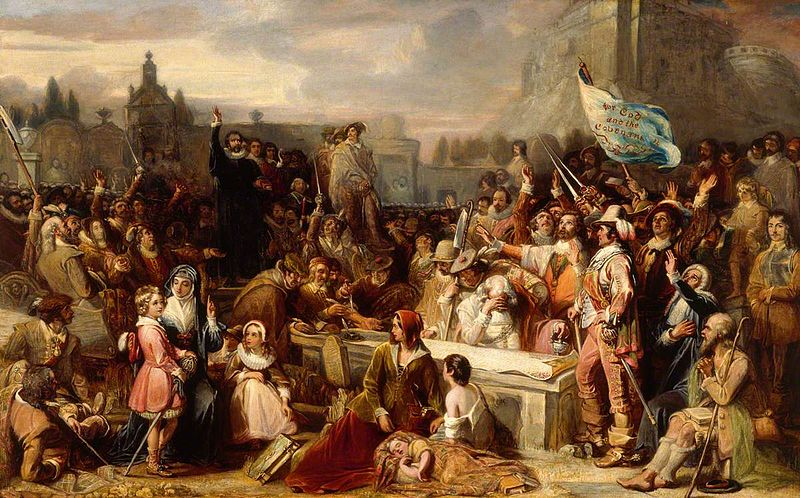 for God
and the
Covenant